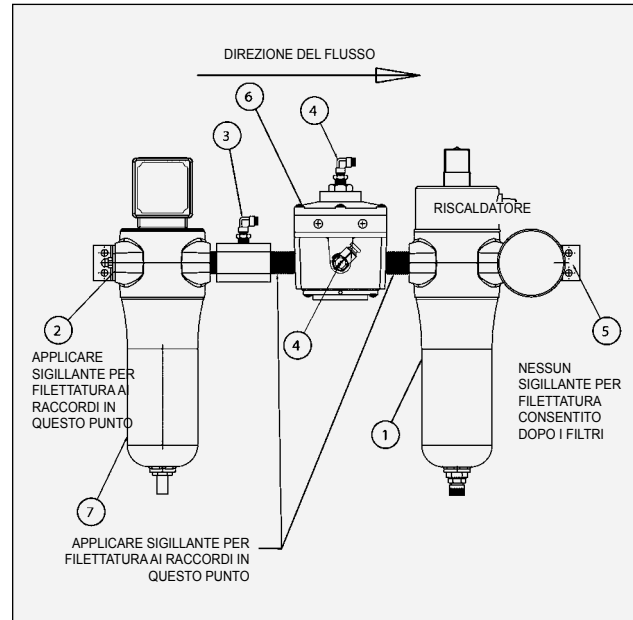 DIREZIONE DEL FLUSSO
6
4
3
RISCALDATORE
2
4
5
APPLICARE
SIGILLANTE PER
FILETTATURA AI
RACCORDI IN
QUESTO PUNTO
NESSUN
SIGILLANTE PER
FILETTATURA
CONSENTITO
DOPO I FILTRI
1
7
APPLICARE SIGILLANTE PER
FILETTATURA AI RACCORDI IN
QUESTO PUNTO